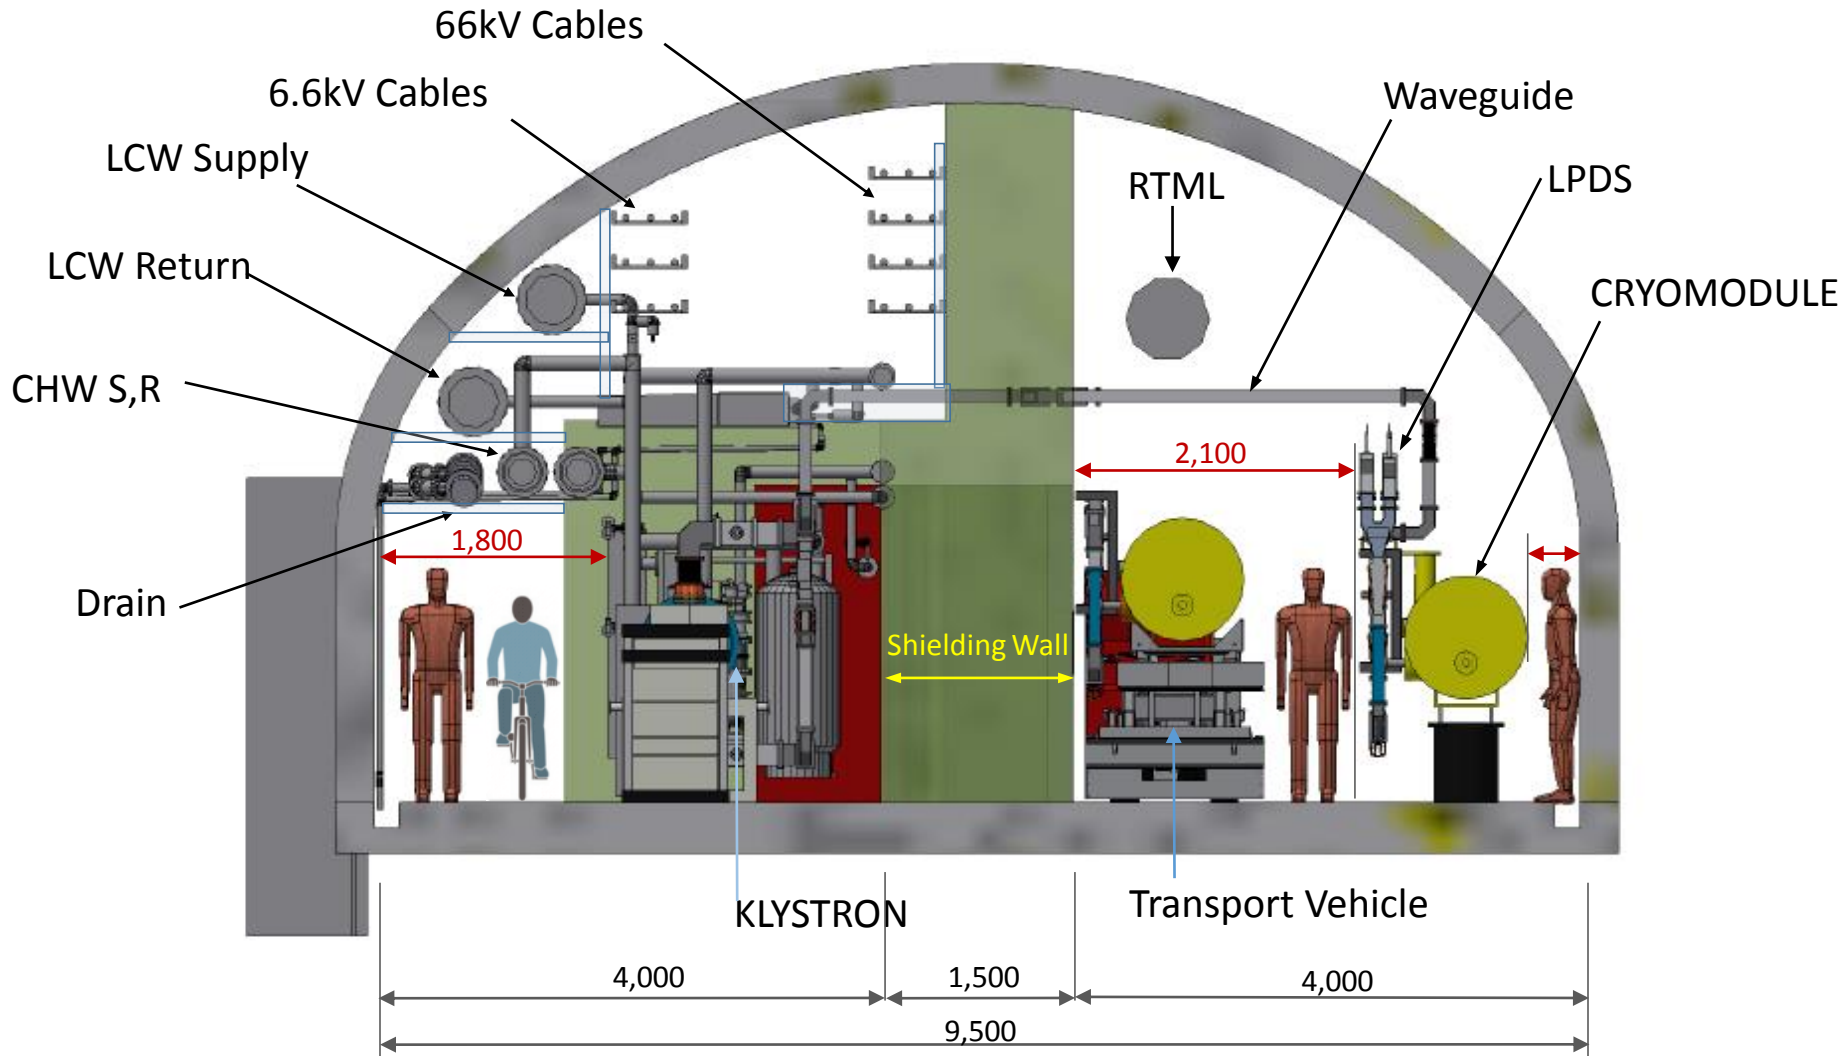 66kV Cables
6.6kV Cables
Waveguide
LCW Supply
RTML
LPDS
LCW Return
CRYOMODULE
CHW S,R
2,100
1,800
Drain
Shielding Wall
KLYSTRON
Transport Vehicle
4,000
1,500
4,000
9,500